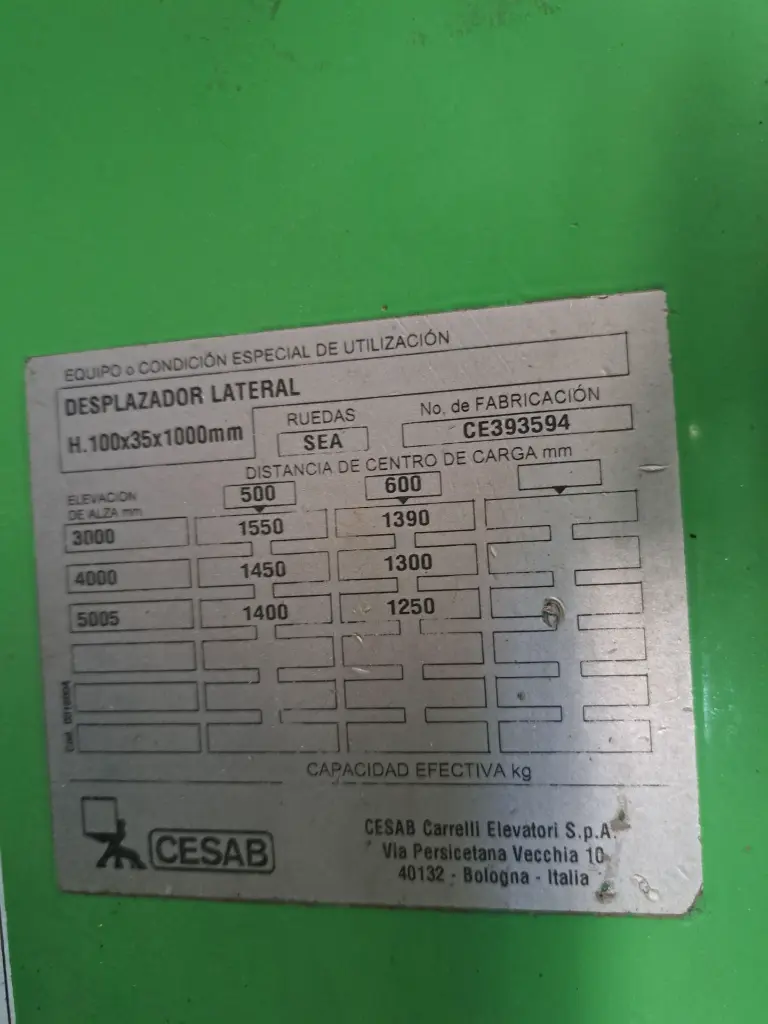 EQUIPO o CONDICIÓN ESPECIAL DE UTILIZACIÓN
DESPLAZADOR LATERAL
H.100x35x1000mm
RUEDAS
SEA
No. de FABRICACIÓN
CE393594
DISTANCIA DE CENTRO DE CARGA mm
ELEVACION
DE ALZA mm
500 600
3000 1550 1390
4000 1450 1300
5005 1400 1250
CAPACIDAD EFECTIVA kg
CESAB
CESAB Carrelli Elevatori S.p.A.
Via Persicetana Vecchia 10
40132 - Bologna - Italia